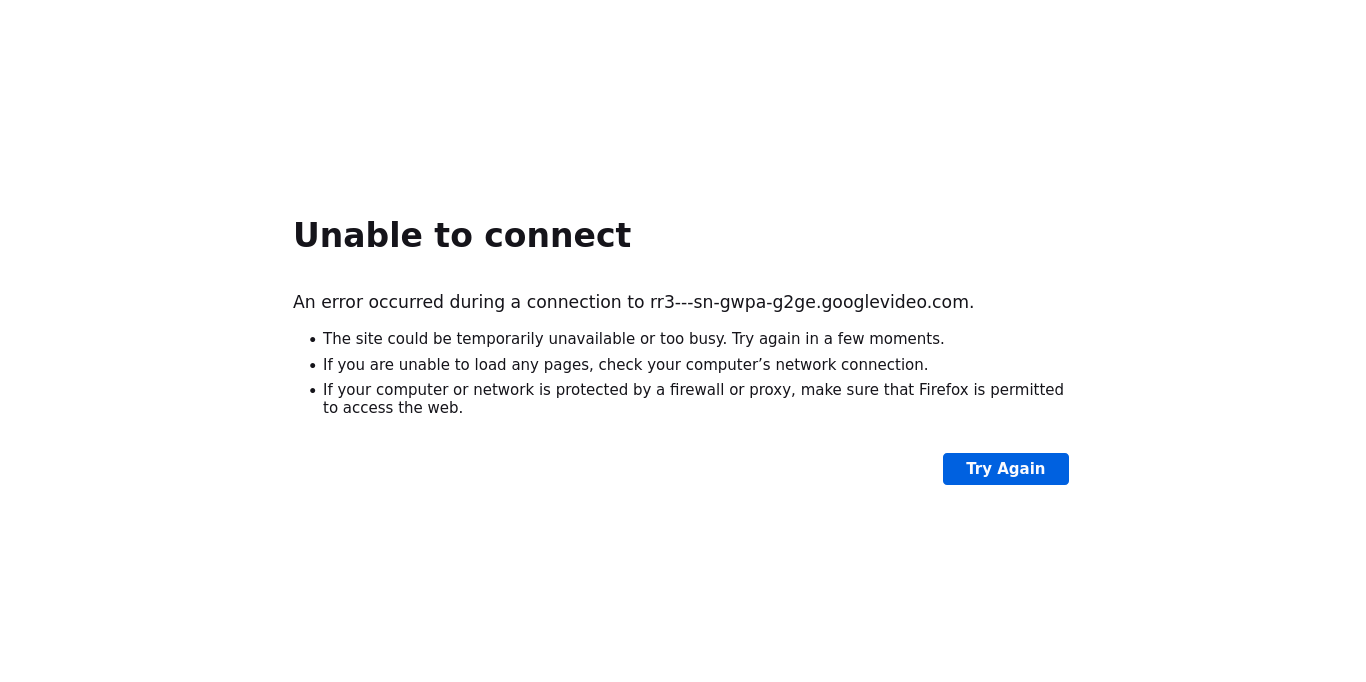 Unable to connect
An error occurred during a connection to rr3---sn-gwpa-g2ge.googlevideo.com.
• The site could be temporarily unavailable or too busy. Try again in a few moments.
• If you are unable to load any pages, check your computer’s network connection.
• If your computer or network is protected by a firewall or proxy, make sure that Firefox is permitted
to access the web.
Try Again